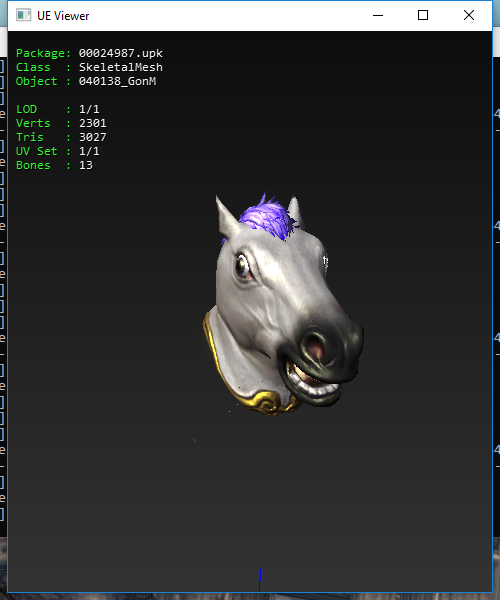 UE Viewer
Package: 00024987.upk
Class : SkeletalMesh
Object : 040138_GonM
LOD : 1/1
Verts : 2301
Tris : 3027
UV Set : 1/1
Bones : 13